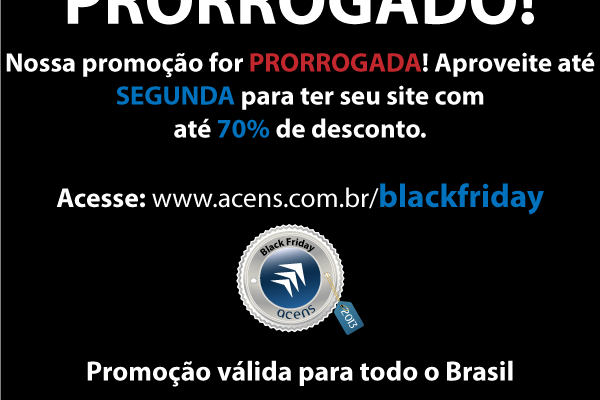 PRORROGADO!
Nossa promoção for PRORROGADA! Aproveite até
SEGUNDA para ter seu site com
até 70% de desconto.
Acesse: www.acens.com.br/blackfriday
Black Friday
acens
2013
Promoção válida para todo o Brasil